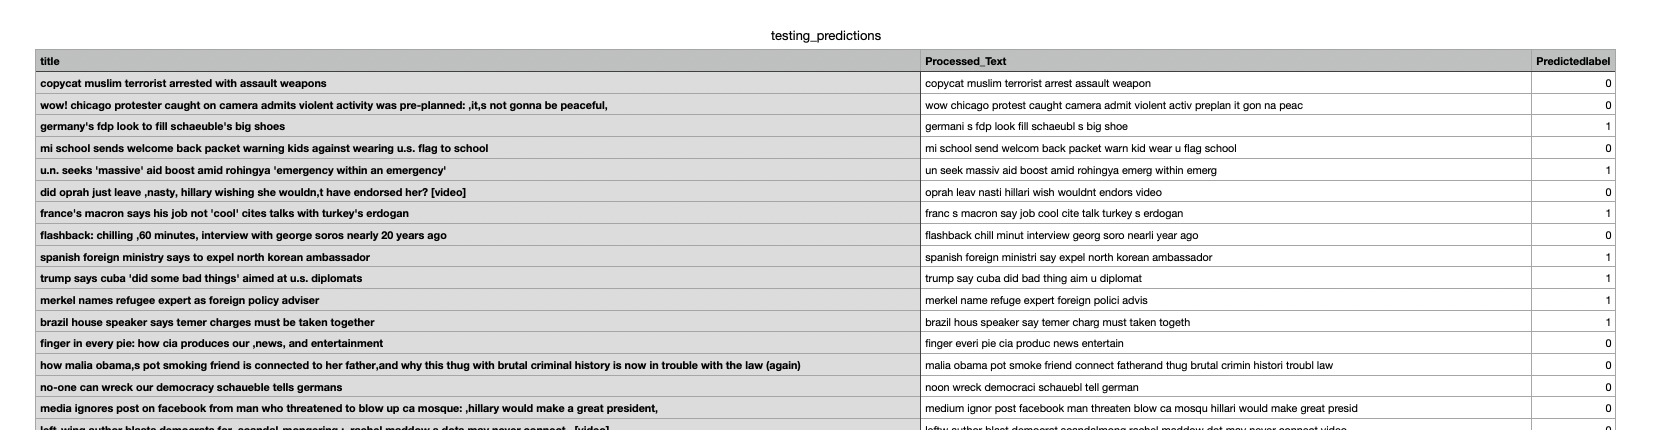 testing_predictions
title Processed_Text Predictedlabel
copycat muslim terrorist arrested with assault weapons copycat muslim terrorist arrest assault weapon 0
wow! chicago protester caught on camera admits violent activity was pre-planned: ,it,s not gonna be peaceful, wow chicago protest caught camera admit violent activ preplan it gon na peac 0
germany's fdp look to fill schaeuble's big shoes germani s fdp look fill schaeubl s big shoe 1
mi school sends welcome back packet warning kids against wearing u.s. flag to school mi school send welcom back packet warn kid wear u flag school 0
u.n. seeks 'massive' aid boost amid rohingya 'emergency within an emergency' un seek massiv aid boost amid rohingya emerg within emerg 1
did oprah just leave ,nasty, hillary wishing she wouldn,t have endorsed her? [video] oprah leav nasti hillari wish wouldnt endors video 0
france's macron says his job not 'cool' cites talks with turkey's erdogan franc s macron say job cool cite talk turkey s erdogan 1
flashback: chilling ,60 minutes, interview with george soros nearly 20 years ago flashback chill minut interview georg soro nearli year ago 0
spanish foreign ministry says to expel north korean ambassador spanish foreign ministri say expel north korean ambassador 1
trump says cuba 'did some bad things' aimed at u.s. diplomats trump say cuba did bad thing aim u diplomat 1
merkel names refugee expert as foreign policy adviser merkel name refuge expert foreign polici advis 1
brazil house speaker says temer charges must be taken together brazil hous speaker say temer charg must taken togeth 1
finger in every pie: how cia produces our ,news, and entertainment finger everi pie cia produc news entertain 0
how malia obama,s pot smoking friend is connected to her father,and why this thug with brutal criminal history is now in trouble with the law (again) malia obama pot smoke friend connect fatherand thug brutal crimin histori troubl law 0
no-one can wreck our democracy schaeuble tells germans noon wreck democraci schaeubl tell german 0
media ignores post on facebook from man who threatened to blow up ca mosque: ,hillary would make a great president, medium ignor post facebook man threaten blow ca mosqu hillari would make great presid 0